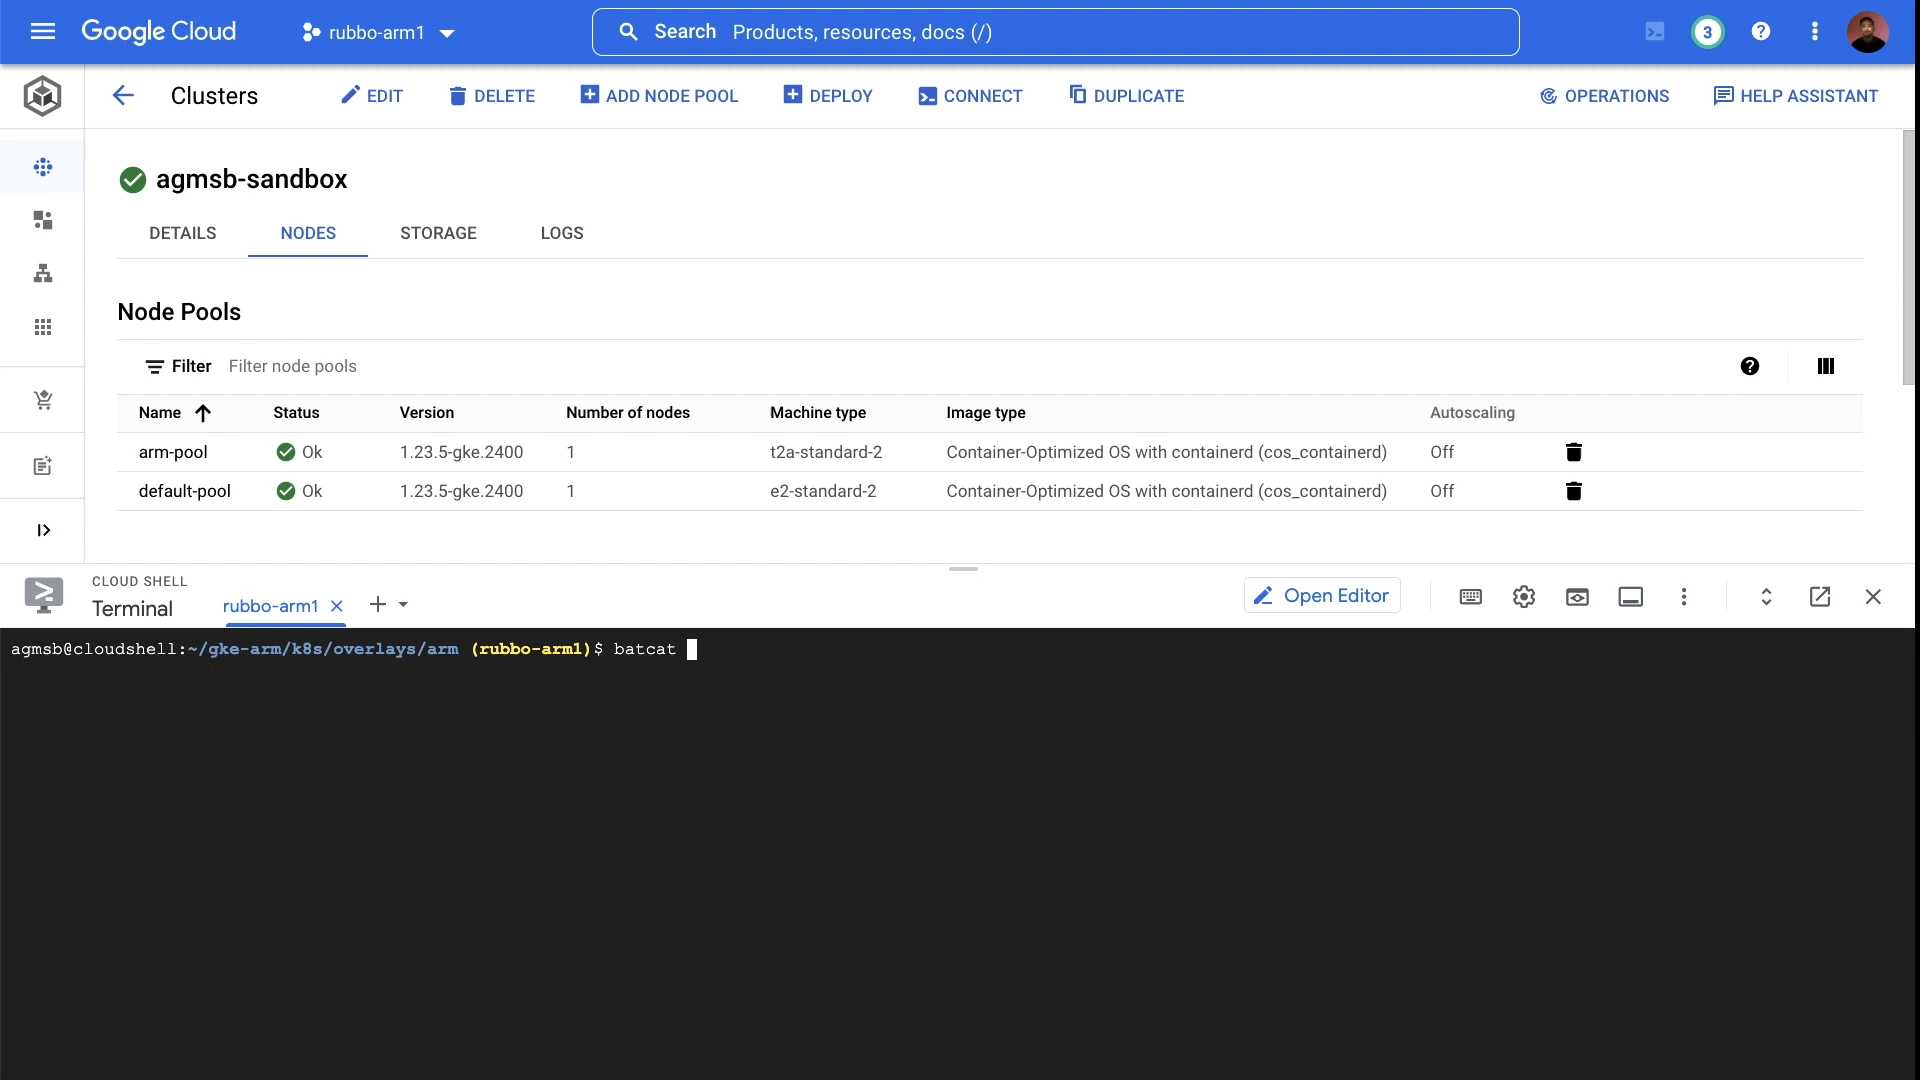 Google Cloud
rubbo-arm1
Search Products, resources, docs (/)
3
Clusters
EDIT
DELETE
ADD NODE POOL
DEPLOY
CONNECT
DUPLICATE
OPERATIONS
HELP ASSISTANT
agmsb-sandbox
DETAILS NODES STORAGE LOGS
Node Pools
Filter Filter node pools
Name Status Version Number of nodes Machine type Image type Autoscaling
arm-pool Ok 1.23.5-gke.2400 1 t2a-standard-2 Container-Optimized OS with containerd (cos_containerd) Off
default-pool Ok 1.23.5-gke.2400 1 e2-standard-2 Container-Optimized OS with containerd (cos_containerd) Off
CLOUD SHELL
Terminal
rubbo-arm1
Open Editor
agmsb@cloudshell:~/gke-arm/k8s/overlays/arm (rubbo-arm1)$ batcat